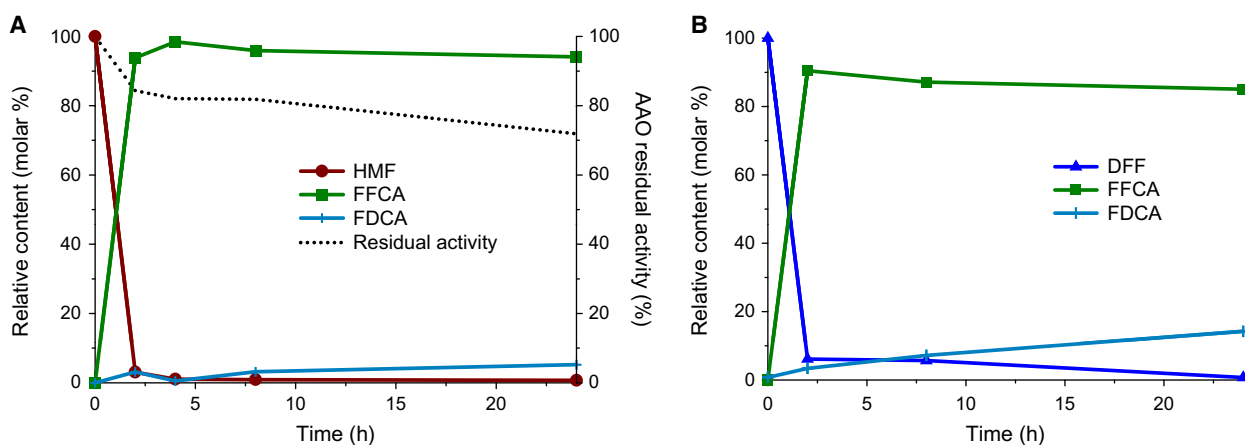 A
Relative content (molar %)
100
80
60
40
20
0
0
5
10
15
20
Time (h)
100
80
60
40
20
0
AAO residual activity (%)
HMF
FFCA
FDCA
Residual activity
B
Relative content (molar %)
100
80
60
40
20
0
0
5
10
15
20
Time (h)
DFF
FFCA
FDCA